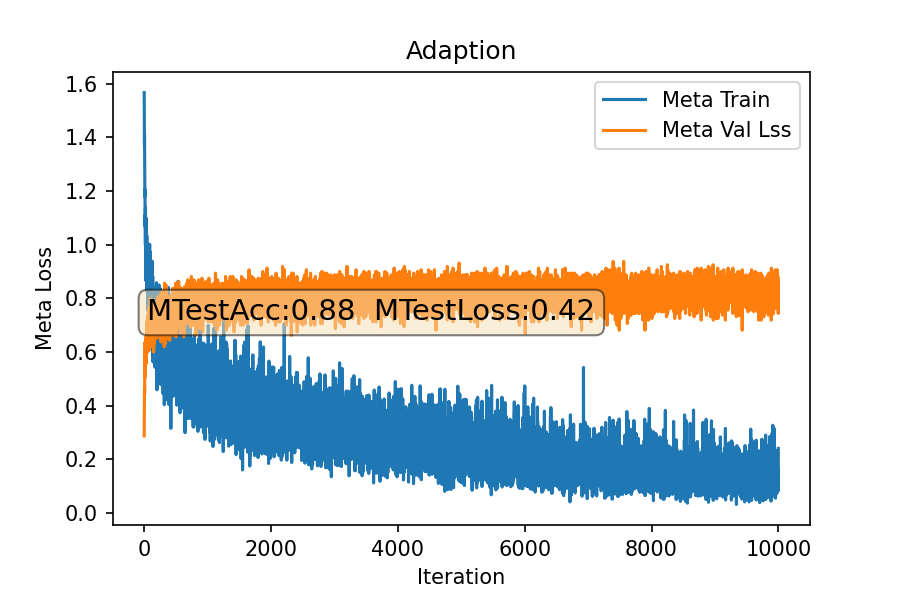 Adaption
1.6
1.4
1.2
1.0
0.8
0.6
0.4
0.2
0.0
Meta Loss
Meta Train
Meta Val Lss
MTestAcc:0.88  MTestLoss:0.42
0 2000 4000 6000 8000 10000
Iteration